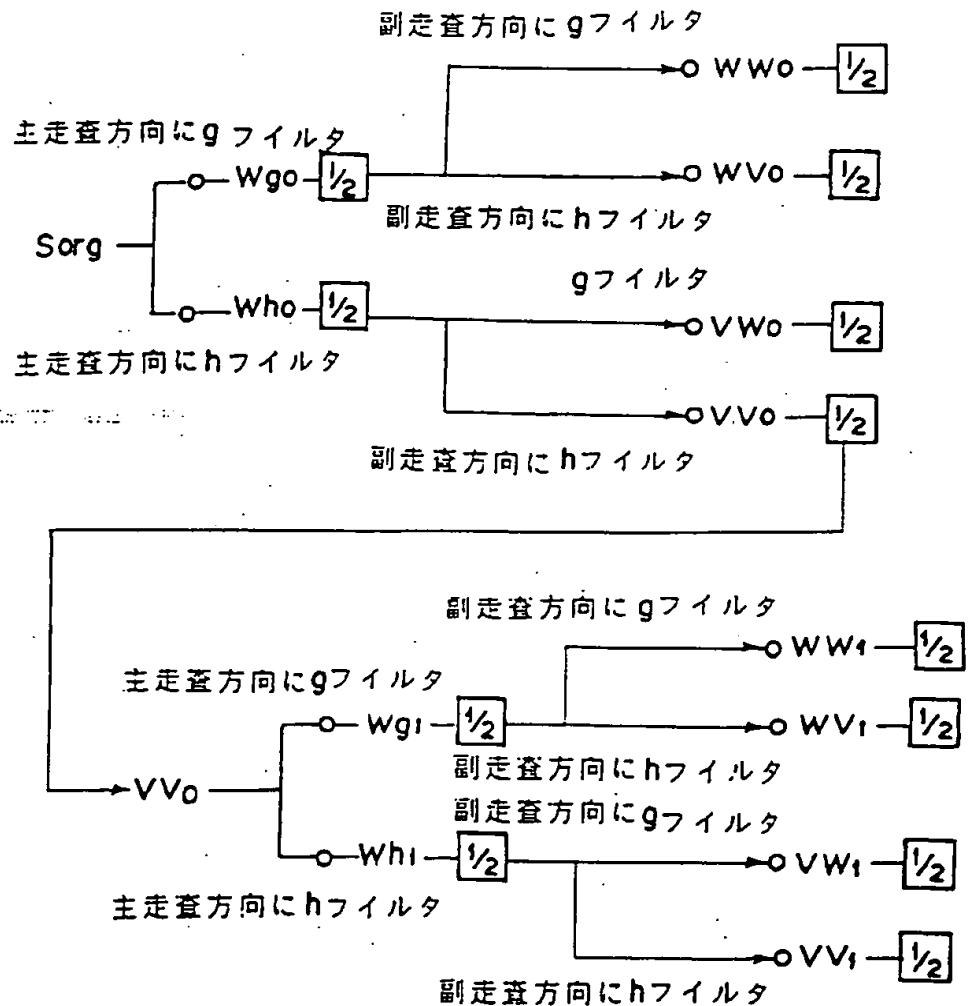 副走査方向にgフイルタ
WW0 1/2
主走査方向にgフイルタ
Wg0 1/2
WV0 1/2
副走査方向にhフイルタ
Sorg
gフイルタ
Wh0 1/2
VW0 1/2
主走査方向にhフイルタ
VV0 1/2
副走査方向にhフイルタ
副走査方向にgフイルタ
WW1 1/2
主走査方向にgフイルタ
Wg1 1/2
WV1 1/2
副走査方向にhフイルタ
VV0
副走査方向にgフイルタ
Wh1 1/2
VW1 1/2
主走査方向にhフイルタ
VV1 1/2
副走査方向にhフイルタ